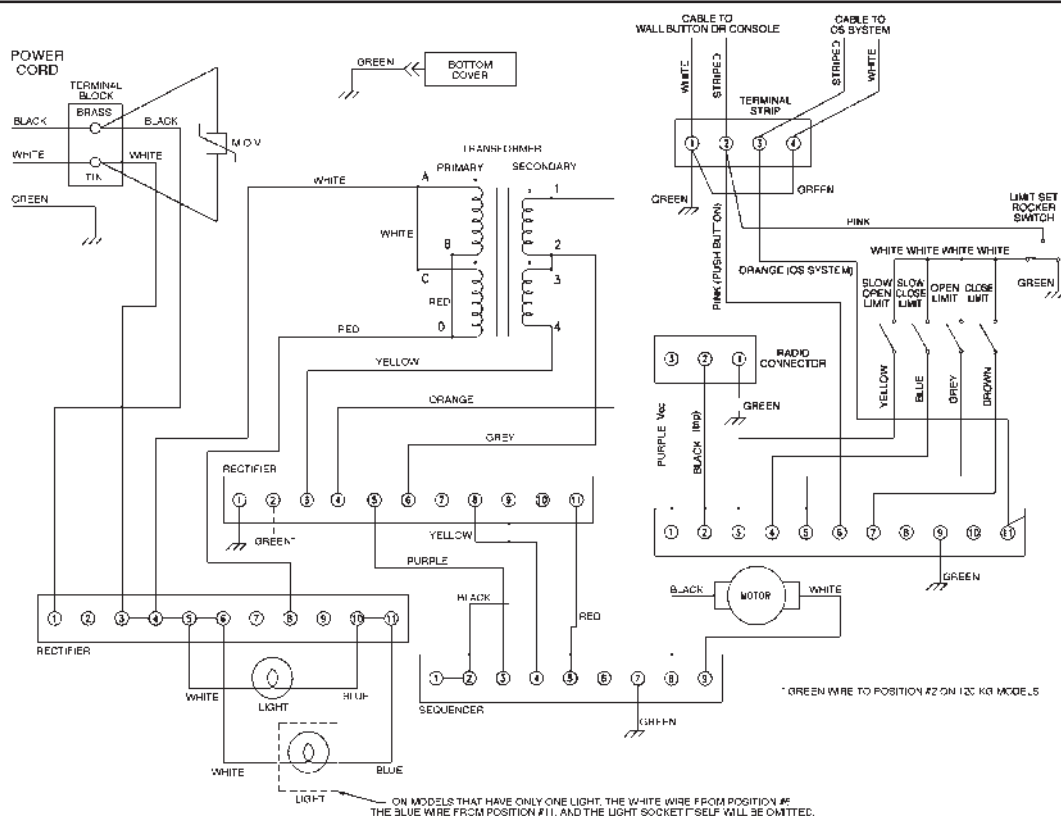 CABLE TO
WALL BUTTON OR CONSOLE
CABLE TO
OS SYSTEM
POWER
CORD
TERMINAL
BLOCK
BRASS
BLACK
BLACK
WHITE
WHITE
TIN
GREEN
M.O.V.
GREEN
BOTTOM
COVER
WHITE
STRIPED
STRIPED
WHITE
TERMINAL
STRIP
1
2
3
4
GREEN
GREEN
TRANSFORMER
PRIMARY
SECONDARY
WHITE
A
1
WHITE
B
2
C
3
RED
D
4
RED
YELLOW
ORANGE
GREY
PINK
LIMIT SET
ROCKER
SWITCH
PINK (PUSH BUTTON)
ORANGE (OS SYSTEM)
WHITE WHITE WHITE WHITE
GREEN
SLOW
OPEN
LIMIT
SLOW
CLOSE
LIMIT
OPEN
LIMIT
CLOSE
LIMIT
3
2
1
RADIO
CONNECTOR
GREEN
YELLOW
BLUE
GREY
BROWN
PURPLE Vcc
BLACK (Inp)
RECTIFIER
1 2 3 4 5 6 7 8 9 10 11
GREEN*
YELLOW
PURPLE
BLACK
RED
1 2 3 4 5 6 7 8 9 10 11
GREEN
BLACK
MOTOR
WHITE
1 2 3 4 5 6 7 8 9 10 11
RECTIFIER
WHITE
LIGHT
BLUE
WHITE
LIGHT
BLUE
1 2 3 4 5 6 7 8 9
SEQUENCER
GREEN
* GREEN WIRE TO POSITION #2 ON 120 KG MODELS
ON MODELS THAT HAVE ONLY ONE LIGHT, THE WHITE WIRE FROM POSITION
THE BLUE WIRE FROM POSITION #11, AND THE LIGHT SOCKET ITSELF WILL BE OMITTED.